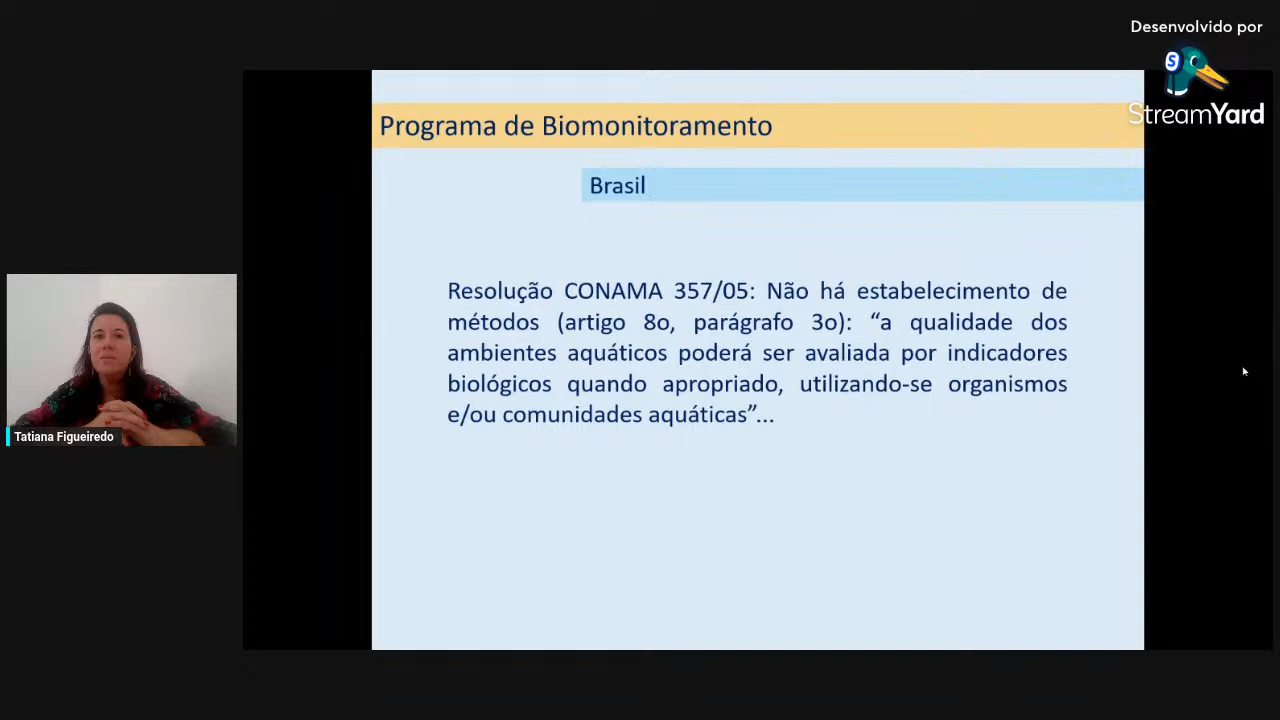 Desenvolvido por
StreamYard
Programa de Biomonitoramento
Brasil
Resolução CONAMA 357/05: Não há estabelecimento de
métodos (artigo 8o, parágrafo 3o): “a qualidade dos
ambientes aquáticos poderá ser avaliada por indicadores
biológicos quando apropriado, utilizando-se organismos
e/ou comunidades aquáticas”...
Tatiana Figueiredo